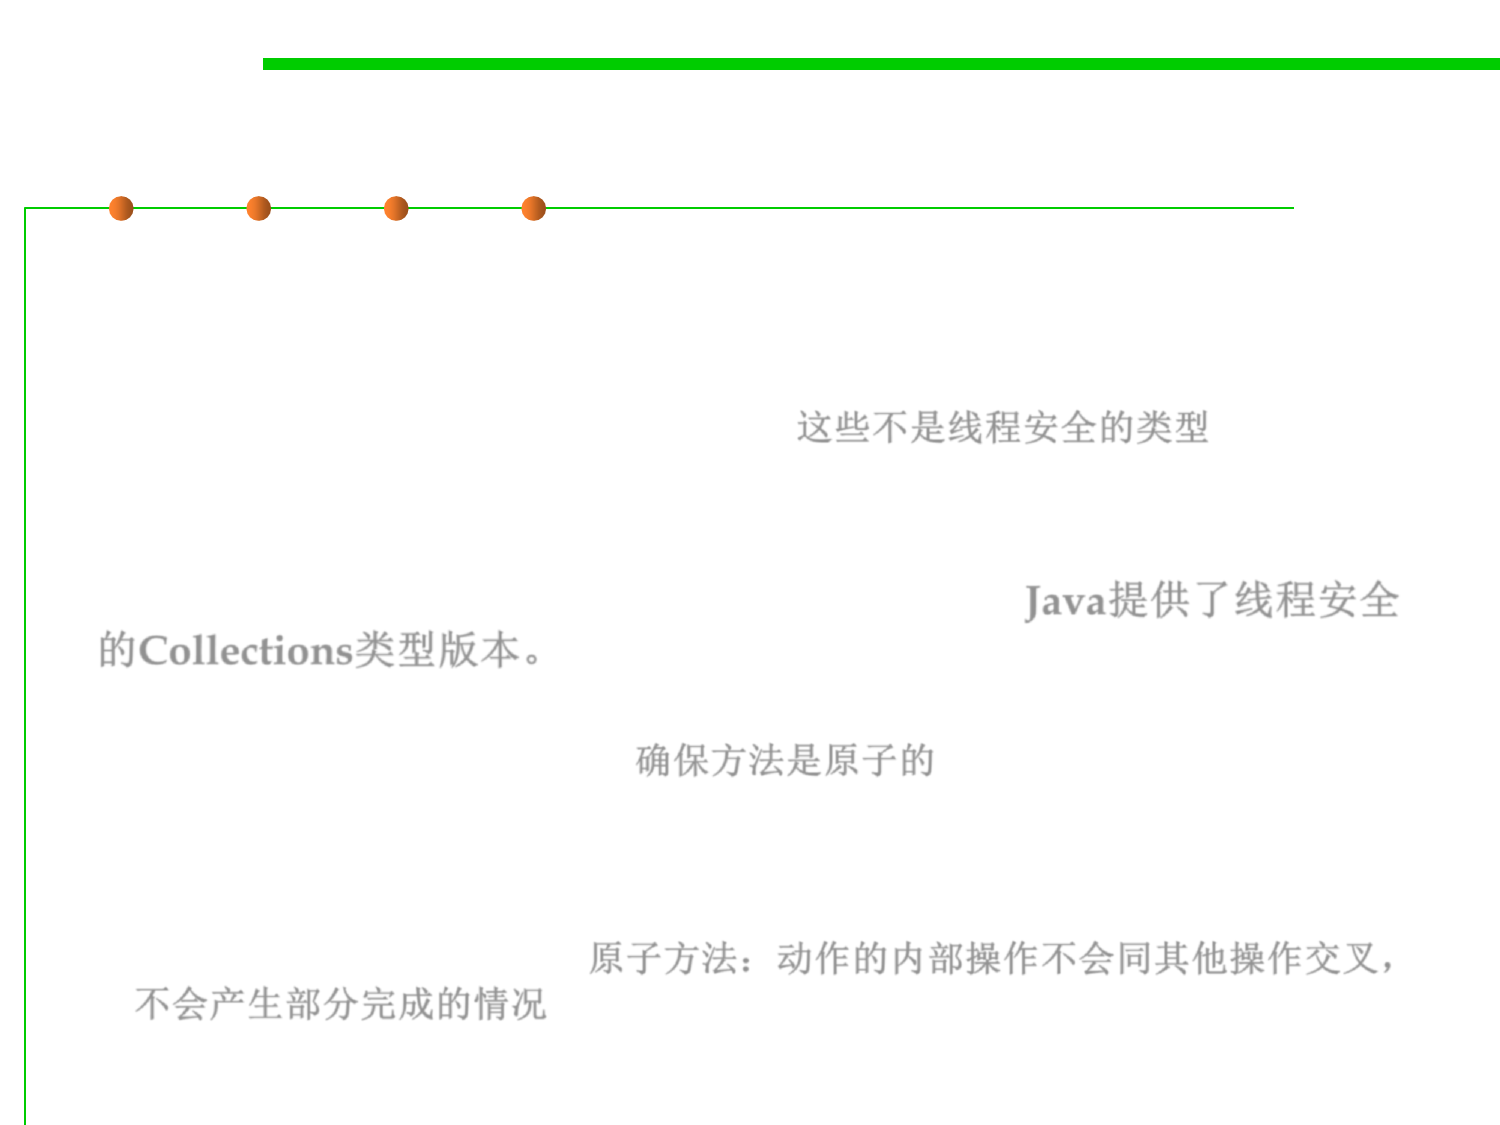 这些不是线程安全的类型
Java提供了线程安全
的Collections类型版本。
确保方法是原子的
原子方法：动作的内部操作不会同其他操作交叉，
不会产生部分完成的情况